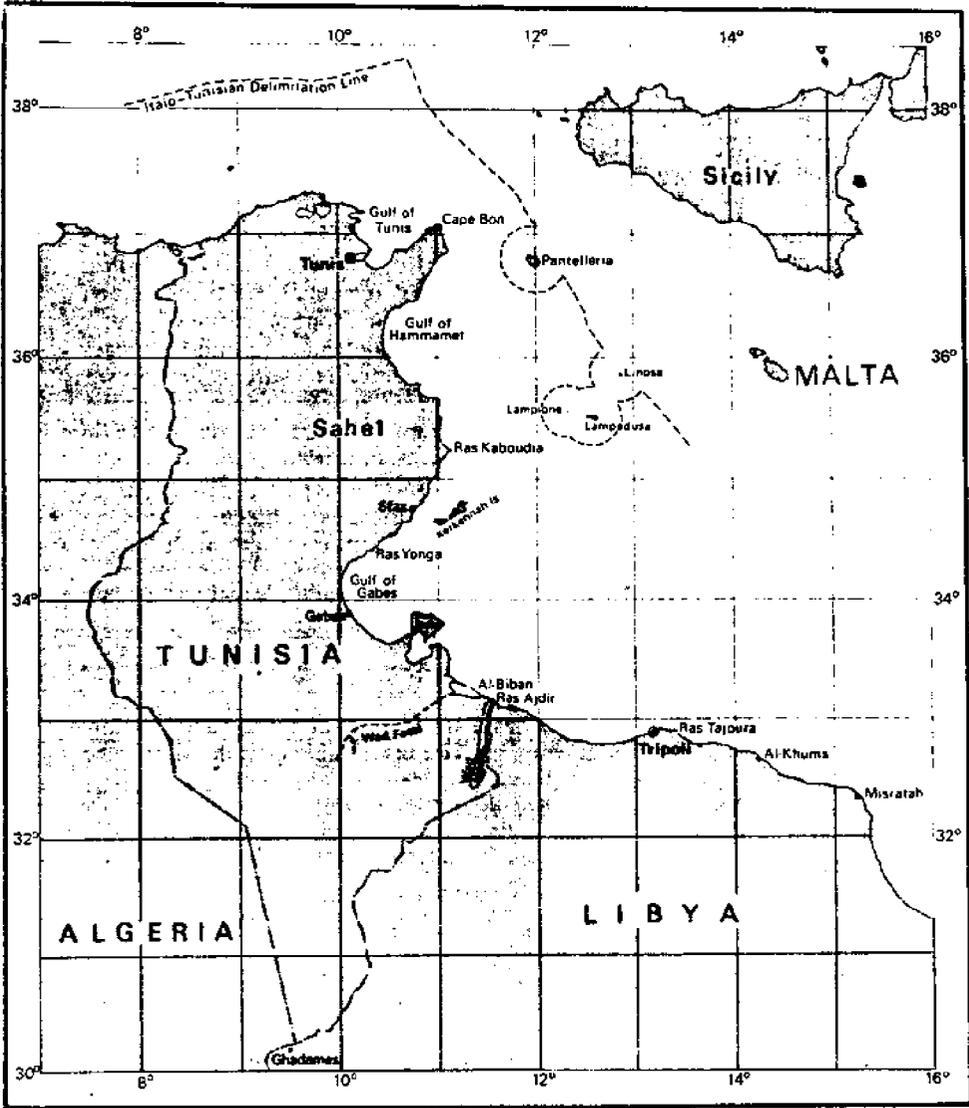 8°
10°
12°
14°
16°
Italo-Tunisian Delimitation Line
38°
38°
Sicily
Gulf of
Tunis
Cape Bon
Tunis
Pantelleria
Gulf of
Hammamet
36°
36°
Linosa
MALTA
Lampione
Lampedusa
Sahel
Ras Kaboudia
Sfax
Kerkennah Is
Ras Yonga
Gulf of
Gabes
34°
34°
Gabes
TUNISIA
Al-Biban
Ras Ajdir
Ras Tajoura
Tripoli
Al-Khums
Misratah
32°
32°
LIBYA
ALGERIA
Ghadames
30°
8°
10°
12°
14°
16°